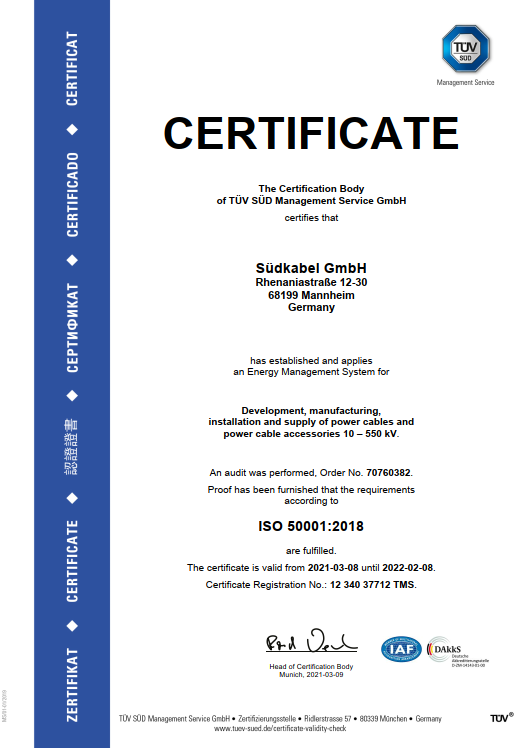 ZERTIFIKAT ◆ CERTIFICATE ◆ 認證證書 ◆ СЕРТИФИКАТ ◆ CERTIFICADO ◆ CERTIFICAT
TÜV
SÜD
Management Service
CERTIFICATE
The Certification Body
of TÜV SÜD Management Service GmbH
certifies that
Südkabel GmbH
Rhenaniastraße 12-30
68199 Mannheim
Germany
has established and applies
an Energy Management System for
Development, manufacturing,
installation and supply of power cables and
power cable accessories 10 – 550 kV.
An audit was performed, Order No. 70760382.
Proof has been furnished that the requirements
according to
ISO 50001:2018
are fulfilled.
The certificate is valid from 2021-03-08 until 2022-02-08.
Certificate Registration No.: 12 340 37712 TMS.
Head of Certification Body
Munich, 2021-03-09
IAF
DAkkS
Deutsche
Akkreditierungsstelle
D-ZM-14143-01-00
TÜV SÜD Management Service GmbH • Zertifizierungsstelle • Ridlerstrasse 57 • 80339 München • Germany
www.tuev-sued.de/certificate-validity-check
TÜV®